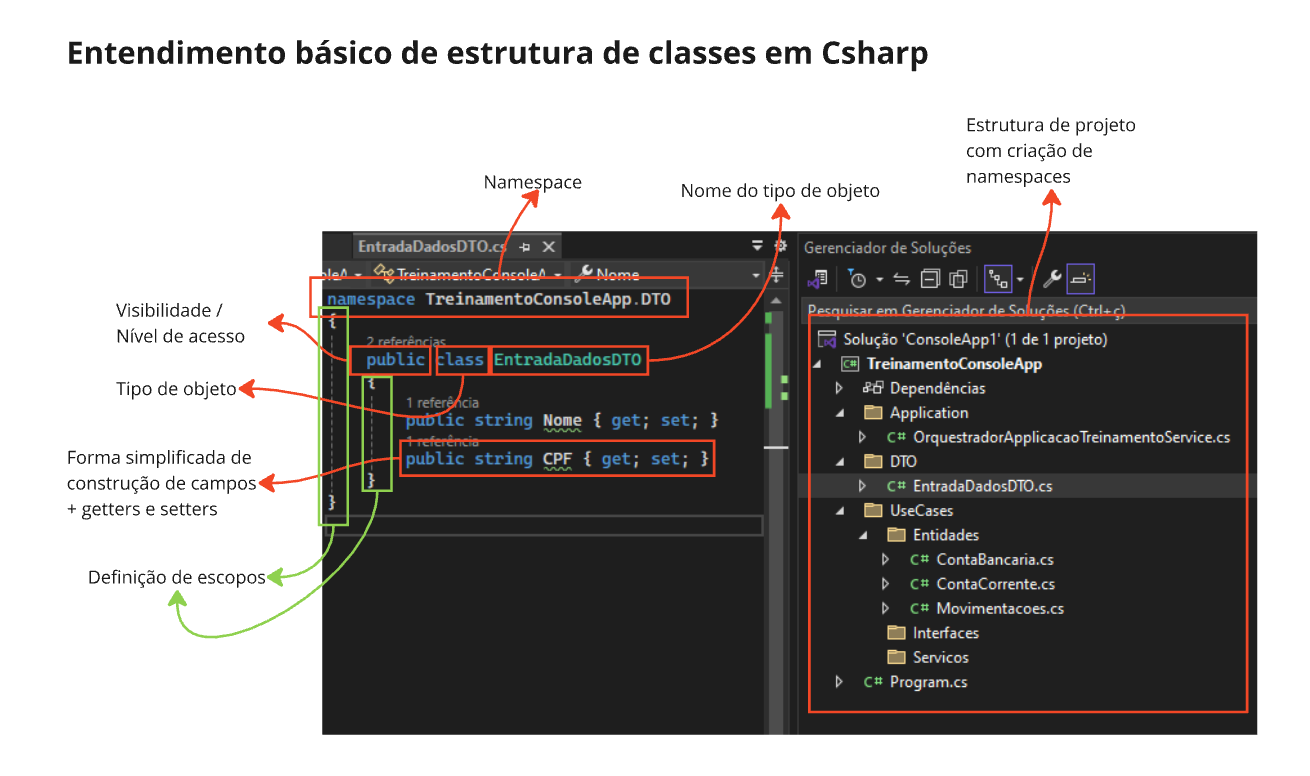 Entendimento básico de estrutura de classes em Csharp
Estrutura de projeto
com criação de
namespaces
Namespace
Nome do tipo de objeto
Visibilidade /
Nível de acesso
Tipo de objeto
Forma simplificada de
construção de campos
+ getters e setters
Definição de escopos
EntradaDadosDTO.cs
TreinamentoConsoleA
Nome
namespace TreinamentoConsoleApp.DTO
{
2 referências
public class EntradaDadosDTO
{
1 referência
public string Nome { get; set; }
1 referência
public string CPF { get; set; }
}
}
Gerenciador de Soluções
Pesquisar em Gerenciador de Soluções (Ctrl+ç)
Solução 'ConsoleApp1' (1 de 1 projeto)
C# TreinamentoConsoleApp
Dependências
Application
C# OrquestradorApplicacaoTreinamentoService.cs
DTO
C# EntradaDadosDTO.cs
UseCases
Entidades
C# ContaBancaria.cs
C# ContaCorrente.cs
C# Movimentacoes.cs
Interfaces
Servicos
C# Program.cs